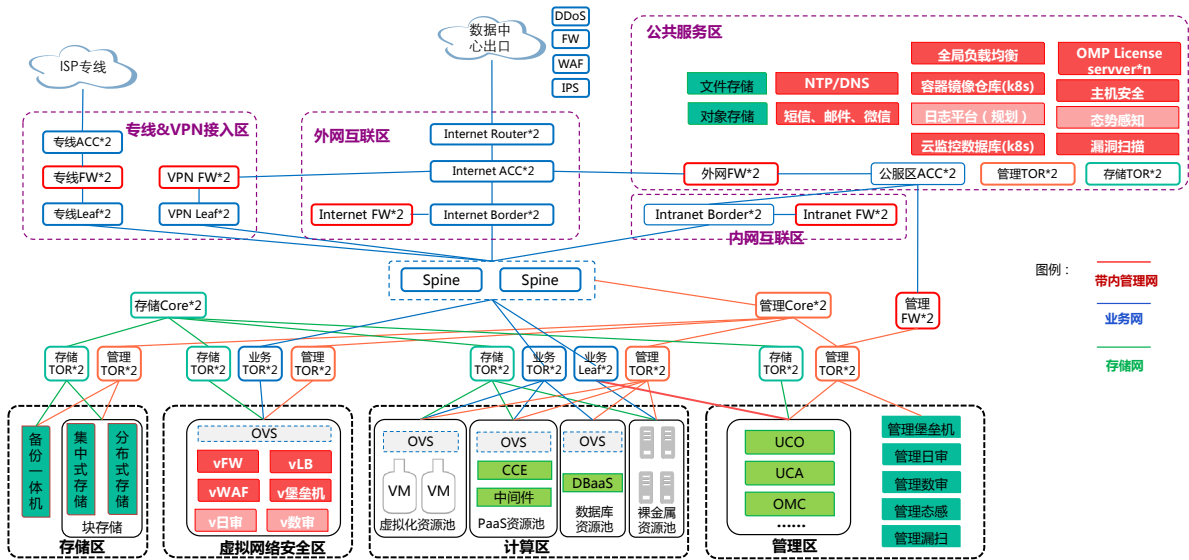 DDoS
FW
WAF
IPS
ISP专线
数据中
心出口
公共服务区
全局负载均衡
OMP License
servver*n
文件存储
NTP/DNS
容器镜像仓库(k8s)
主机安全
对象存储
短信、邮件、微信
日志平台（规划）
态势感知
云监控数据库(k8s)
漏洞扫描
外网FW*2
公服区ACC*2
管理TOR*2
存储TOR*2
专线&VPN接入区
专线ACC*2
专线FW*2
VPN FW*2
专线Leaf*2
VPN Leaf*2
外网互联区
Internet Router*2
Internet ACC*2
Internet FW*2
Internet Border*2
Intranet Border*2
Intranet FW*2
内网互联区
Spine
Spine
图例：
带内管理网
业务网
存储网
存储Core*2
管理Core*2
管理
FW*2
存储
TOR*2
管理
TOR*2
存储
TOR*2
业务
TOR*2
管理
TOR*2
存储
TOR*2
业务
TOR*2
业务
Leaf*2
管理
TOR*2
存储
TOR*2
管理
TOR*2
备份一体机
集中式存储
分布式存储
块存储
存储区
OVS
vFW
vLB
vWAF
v堡垒机
v日审
v数审
虚拟网络安全区
OVS
VM
VM
虚拟化资源池
OVS
CCE
中间件
PaaS资源池
OVS
DBaaS
数据库
资源池
裸金属
资源池
计算区
UCO
UCA
OMC
......
管理堡垒机
管理日审
管理数审
管理态感
管理漏扫
管理区